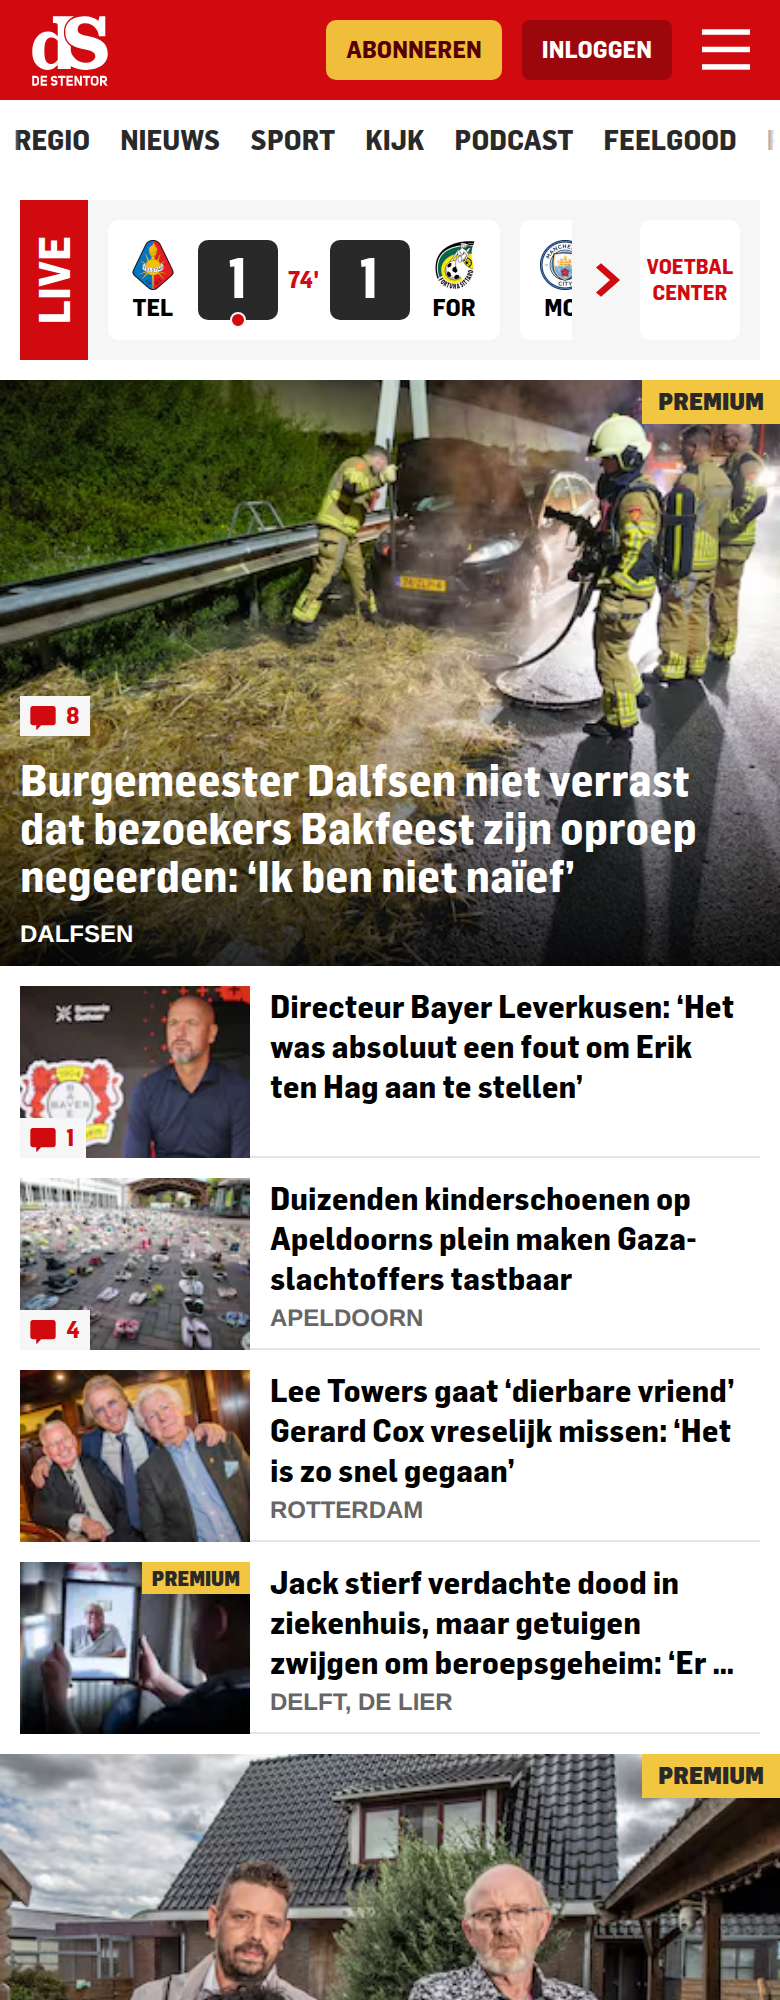 dS
DE STENTOR
ABONNEREN
INLOGGEN
REGIO NIEUWS SPORT KIJK PODCAST FEELGOOD
LIVE
TEL
1
74'
1
FOR
MC
VOETBAL
CENTER
PREMIUM
8
Burgemeester Dalfsen niet verrast
dat bezoekers Bakfeest zijn oproep
negeerden: ‘Ik ben niet naïef’
DALFSEN
1
Directeur Bayer Leverkusen: ‘Het
was absoluut een fout om Erik
ten Hag aan te stellen’
4
Duizenden kinderschoenen op
Apeldoorns plein maken Gaza-
slachtoffers tastbaar
APELDOORN
Lee Towers gaat ‘dierbare vriend’
Gerard Cox vreselijk missen: ‘Het
is zo snel gegaan’
ROTTERDAM
PREMIUM
Jack stierf verdachte dood in
ziekenhuis, maar getuigen
zwijgen om beroepsgeheim: ‘Er ...
DELFT, DE LIER
PREMIUM